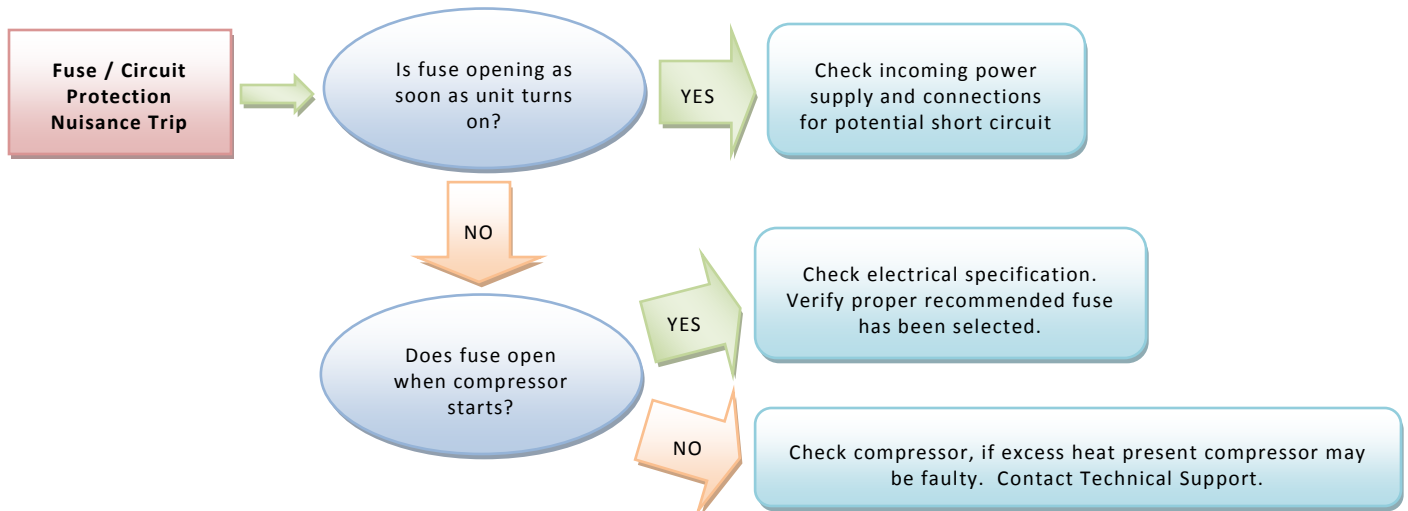 Fuse / Circuit
Protection
Nuisance Trip
Is fuse opening as
soon as unit turns
on?
YES
Check incoming power
supply and connections
for potential short circuit
NO
Does fuse open
when compressor
starts?
YES
Check electrical specification.
Verify proper recommended fuse
has been selected.
NO
Check compressor, if excess heat present compressor may
be faulty.  Contact Technical Support.